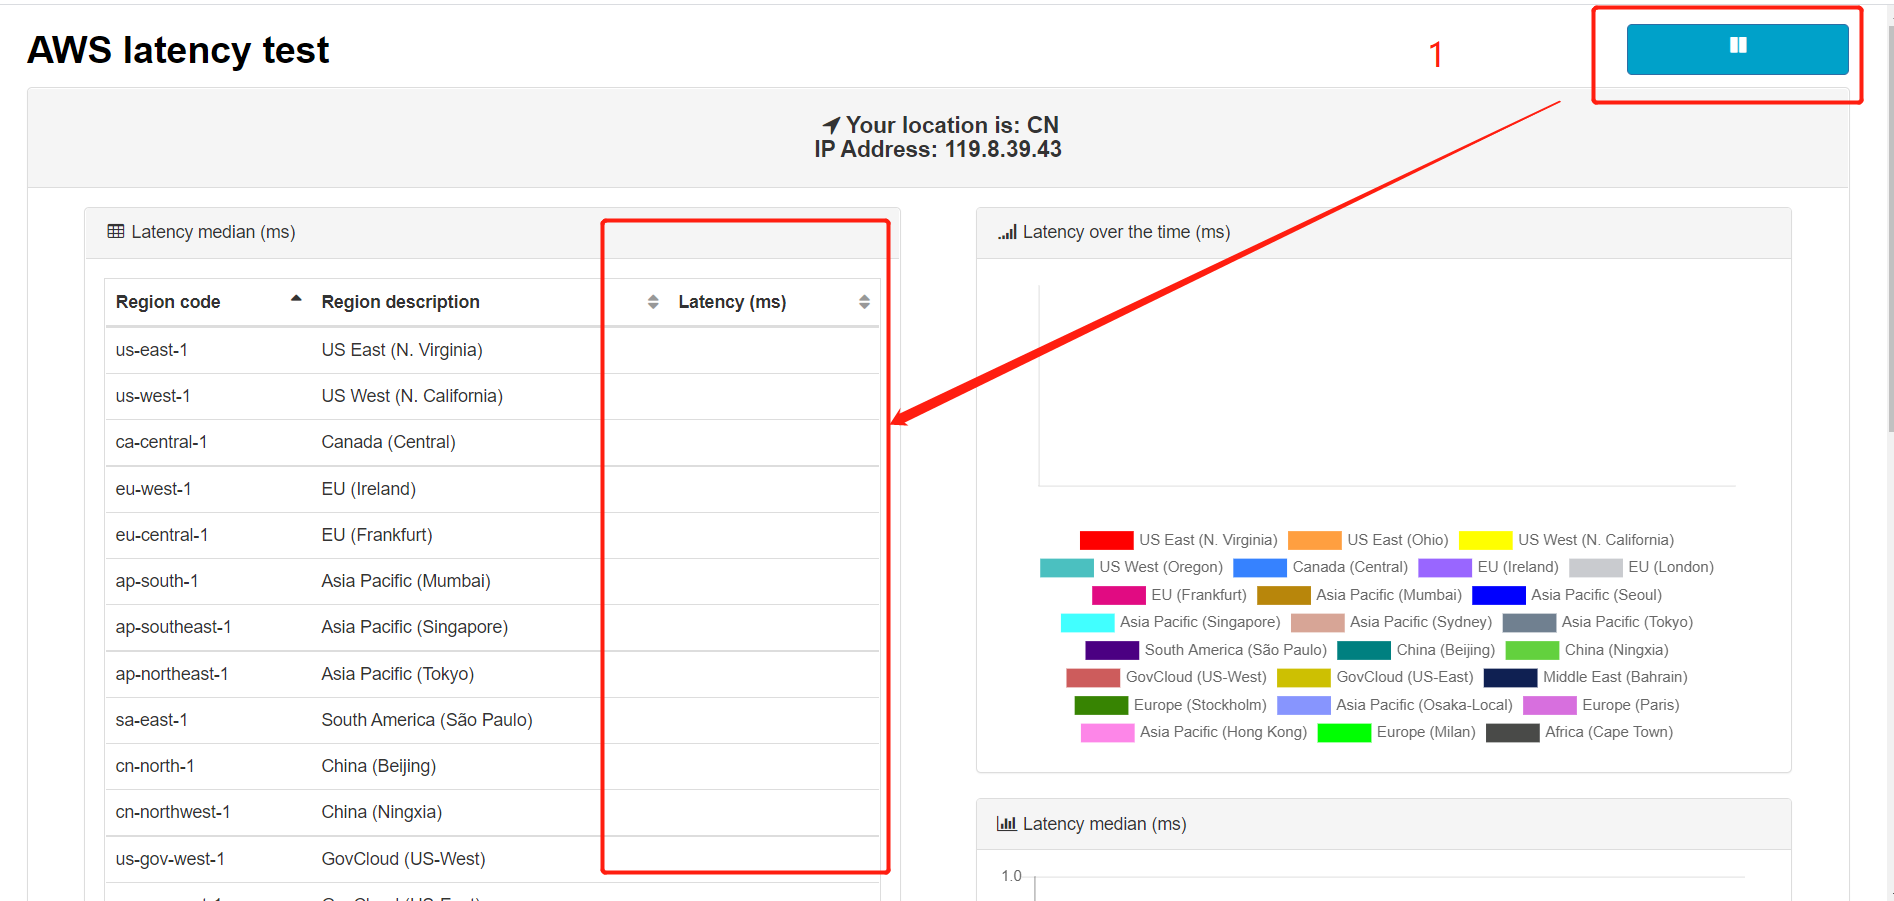 AWS latency test
1
Your location is: CN
IP Address: 119.8.39.43
Latency median (ms)
Region code Region description Latency (ms)
us-east-1 US East (N. Virginia)
us-west-1 US West (N. California)
ca-central-1 Canada (Central)
eu-west-1 EU (Ireland)
eu-central-1 EU (Frankfurt)
ap-south-1 Asia Pacific (Mumbai)
ap-southeast-1 Asia Pacific (Singapore)
ap-northeast-1 Asia Pacific (Tokyo)
sa-east-1 South America (São Paulo)
cn-north-1 China (Beijing)
cn-northwest-1 China (Ningxia)
us-gov-west-1 GovCloud (US-West)
Latency over the time (ms)
US East (N. Virginia) US East (Ohio) US West (N. California)
US West (Oregon) Canada (Central) EU (Ireland) EU (London)
EU (Frankfurt) Asia Pacific (Mumbai) Asia Pacific (Seoul)
Asia Pacific (Singapore) Asia Pacific (Sydney) Asia Pacific (Tokyo)
South America (São Paulo) China (Beijing) China (Ningxia)
GovCloud (US-West) GovCloud (US-East) Middle East (Bahrain)
Europe (Stockholm) Asia Pacific (Osaka-Local) Europe (Paris)
Asia Pacific (Hong Kong) Europe (Milan) Africa (Cape Town)
Latency median (ms)
1.0